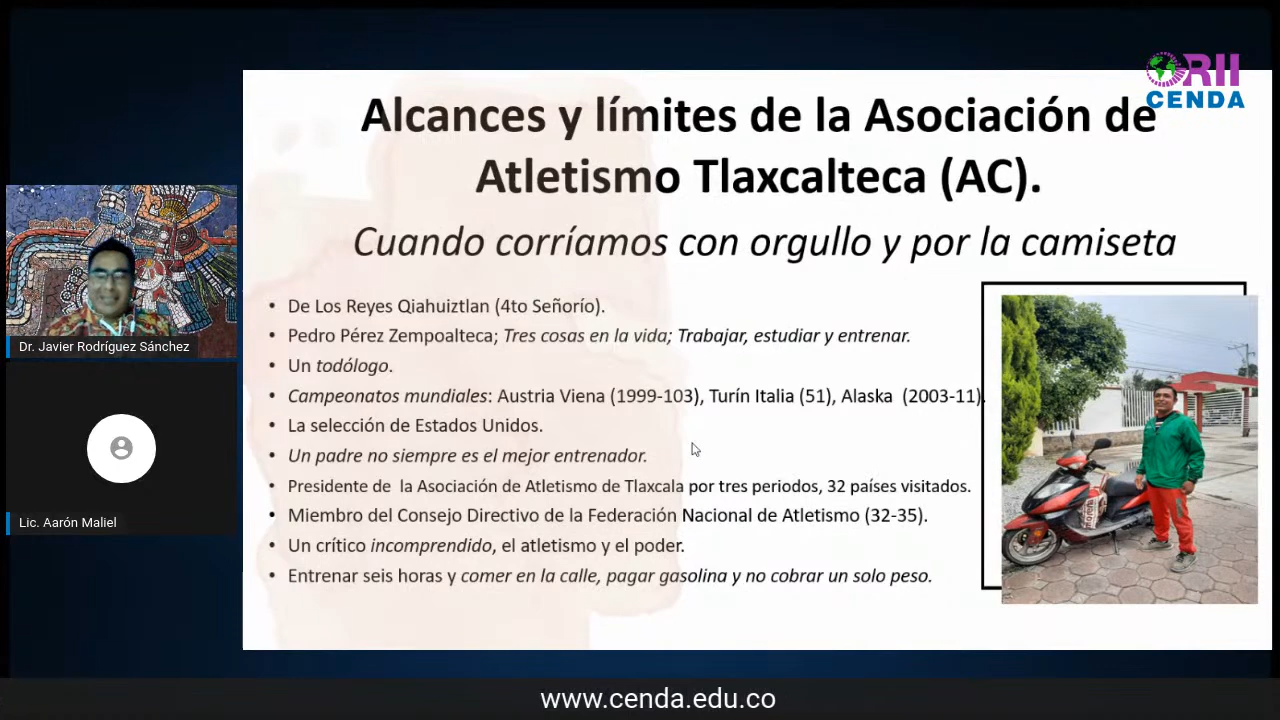 ORII
CENDA
Alcances y límites de la Asociación de
Atletismo Tlaxcalteca (AC).
Cuando corríamos con orgullo y por la camiseta
• De Los Reyes Qiahuiztlan (4to Señorío).
• Pedro Pérez Zempoalteca; Tres cosas en la vida; Trabajar, estudiar y entrenar.
• Un todólogo.
• Campeonatos mundiales: Austria Viena (1999-103), Turín Italia (51), Alaska (2003-11).
• La selección de Estados Unidos.
• Un padre no siempre es el mejor entrenador.
• Presidente de la Asociación de Atletismo de Tlaxcala por tres periodos, 32 países visitados.
• Miembro del Consejo Directivo de la Federación Nacional de Atletismo (32-35).
• Un crítico incomprendido, el atletismo y el poder.
• Entrenar seis horas y comer en la calle, pagar gasolina y no cobrar un solo peso.
morena
Dr. Javier Rodríguez Sánchez
Lic. Aarón Maliel
www.cenda.edu.co